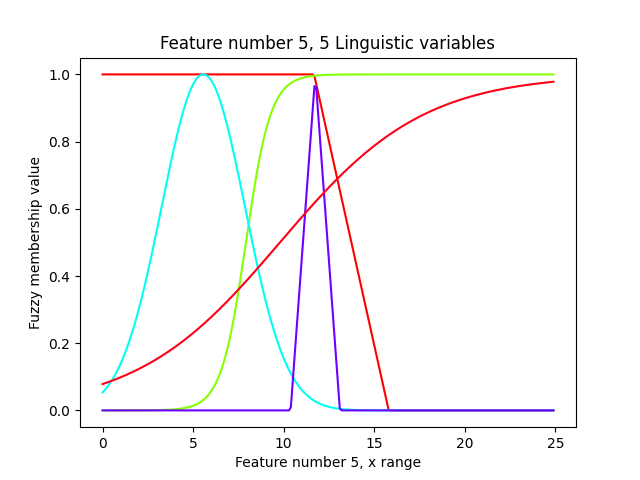 Feature number 5, 5 Linguistic variables
1.0
0.8
0.6
0.4
0.2
0.0
Fuzzy membership value
0 5 10 15 20 25
Feature number 5, x range